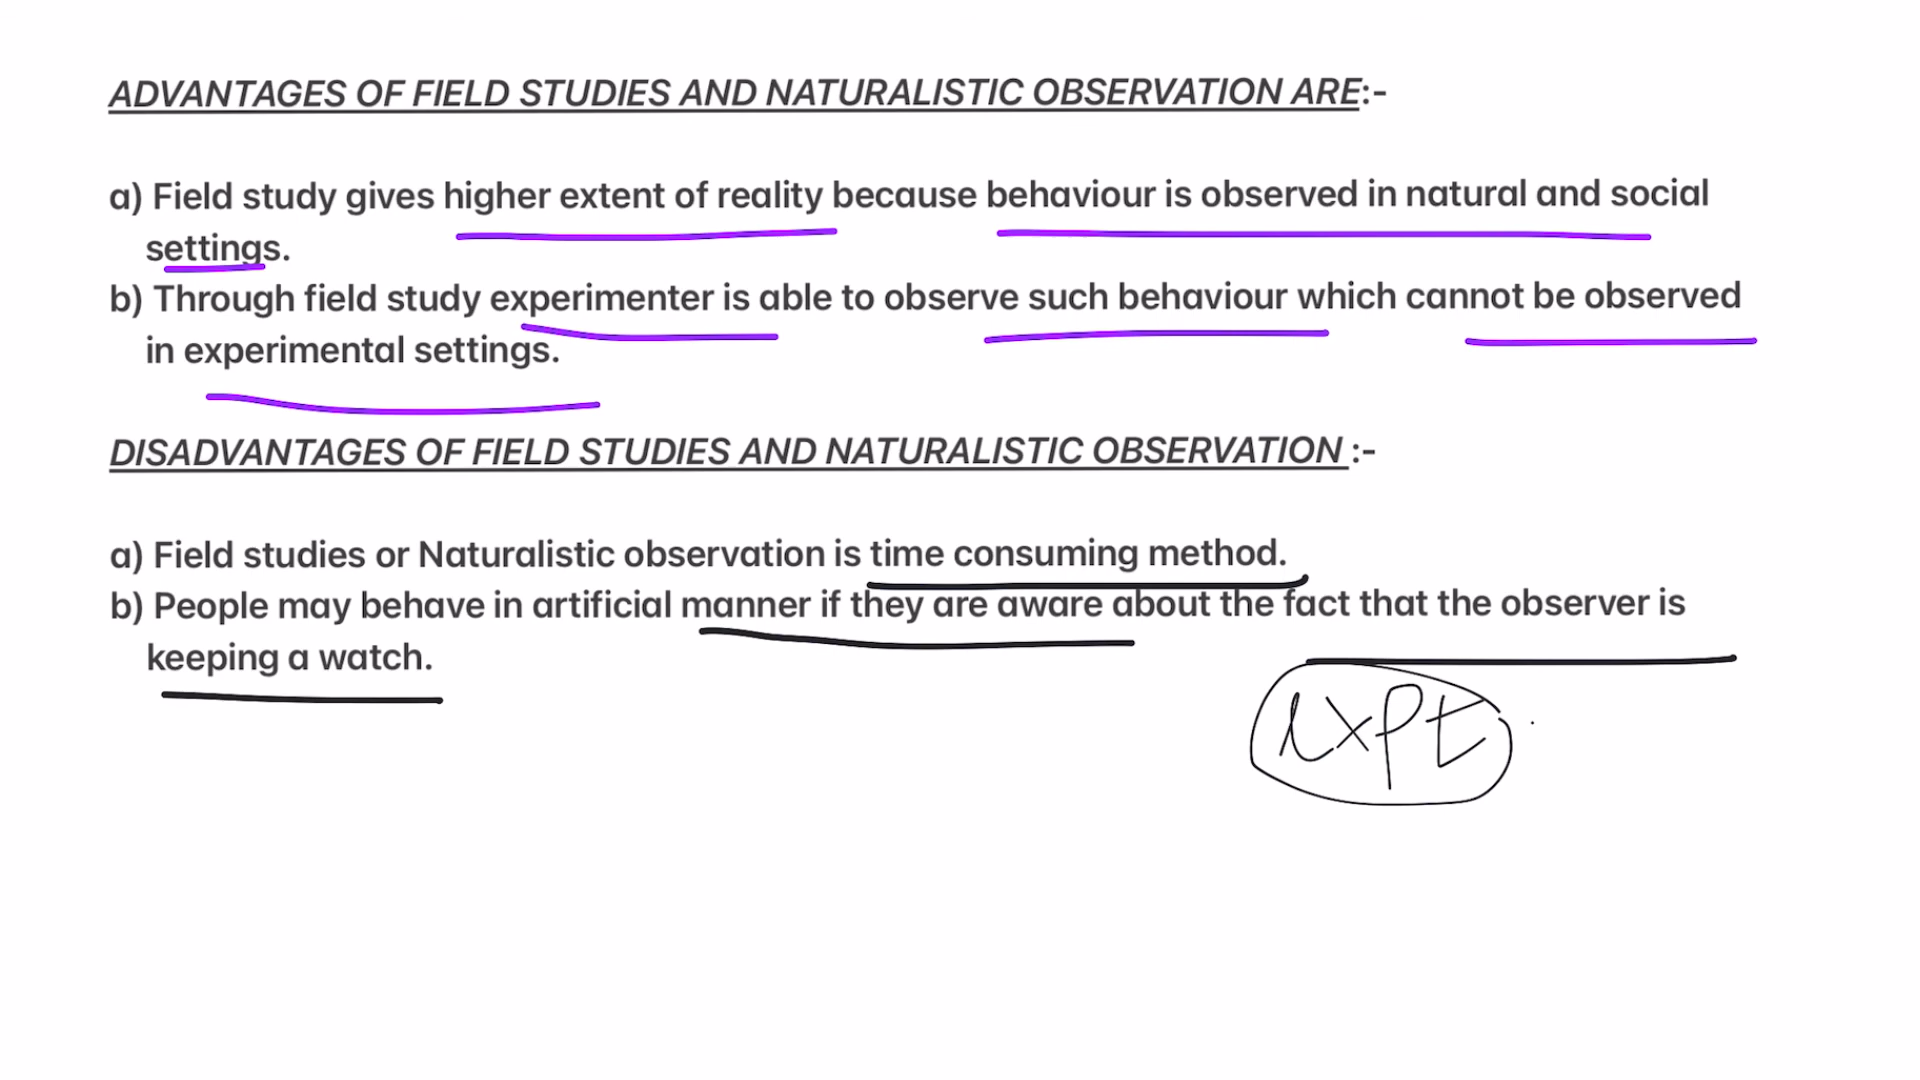 ADVANTAGES OF FIELD STUDIES AND NATURALISTIC OBSERVATION ARE:-
a) Field study gives higher extent of reality because behaviour is observed in natural and social
settings.
b) Through field study experimenter is able to observe such behaviour which cannot be observed
in experimental settings.
DISADVANTAGES OF FIELD STUDIES AND NATURALISTIC OBSERVATION :-
a) Field studies or Naturalistic observation is time consuming method.
b) People may behave in artificial manner if they are aware about the fact that the observer is
keeping a watch.
expt